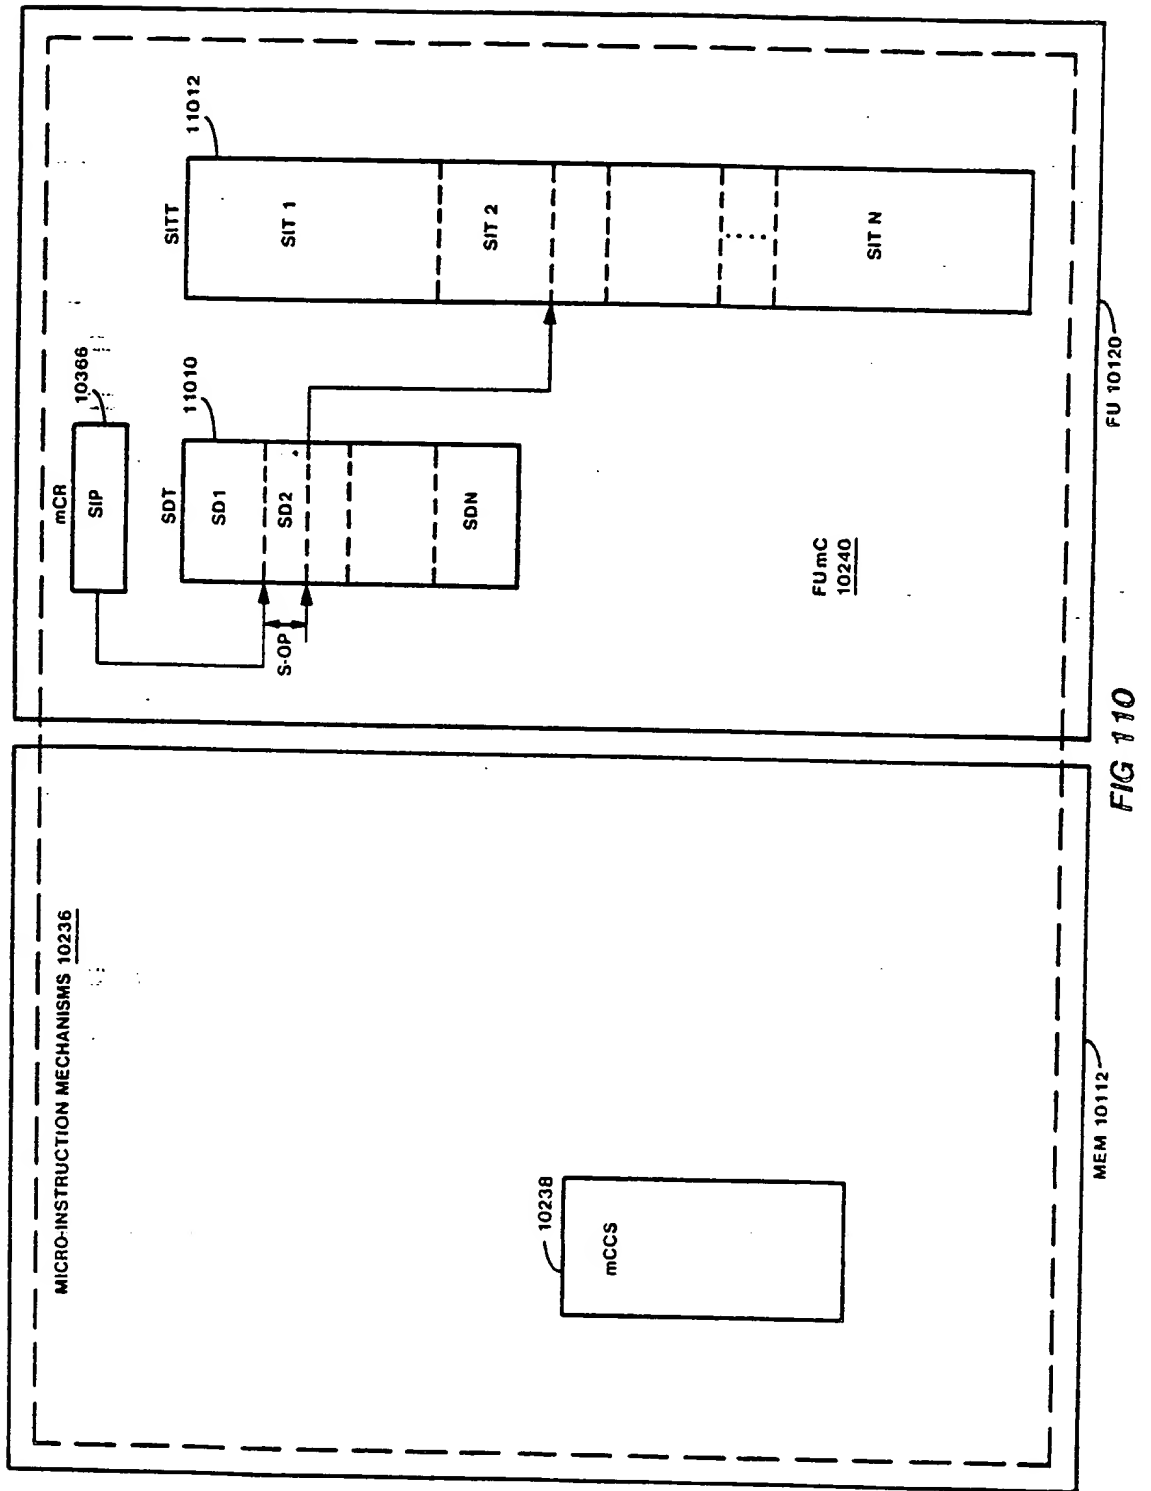 MICRO-INSTRUCTION MECHANISMS 10236
10238
mCCS
MEM 10112
mCR
SIP
10366
SDT
11010
SD1
SD2
SDN
S-OP
SITT
11012
SIT 1
SIT 2
SIT N
FUmC
10240
FU 10120
FIG 110